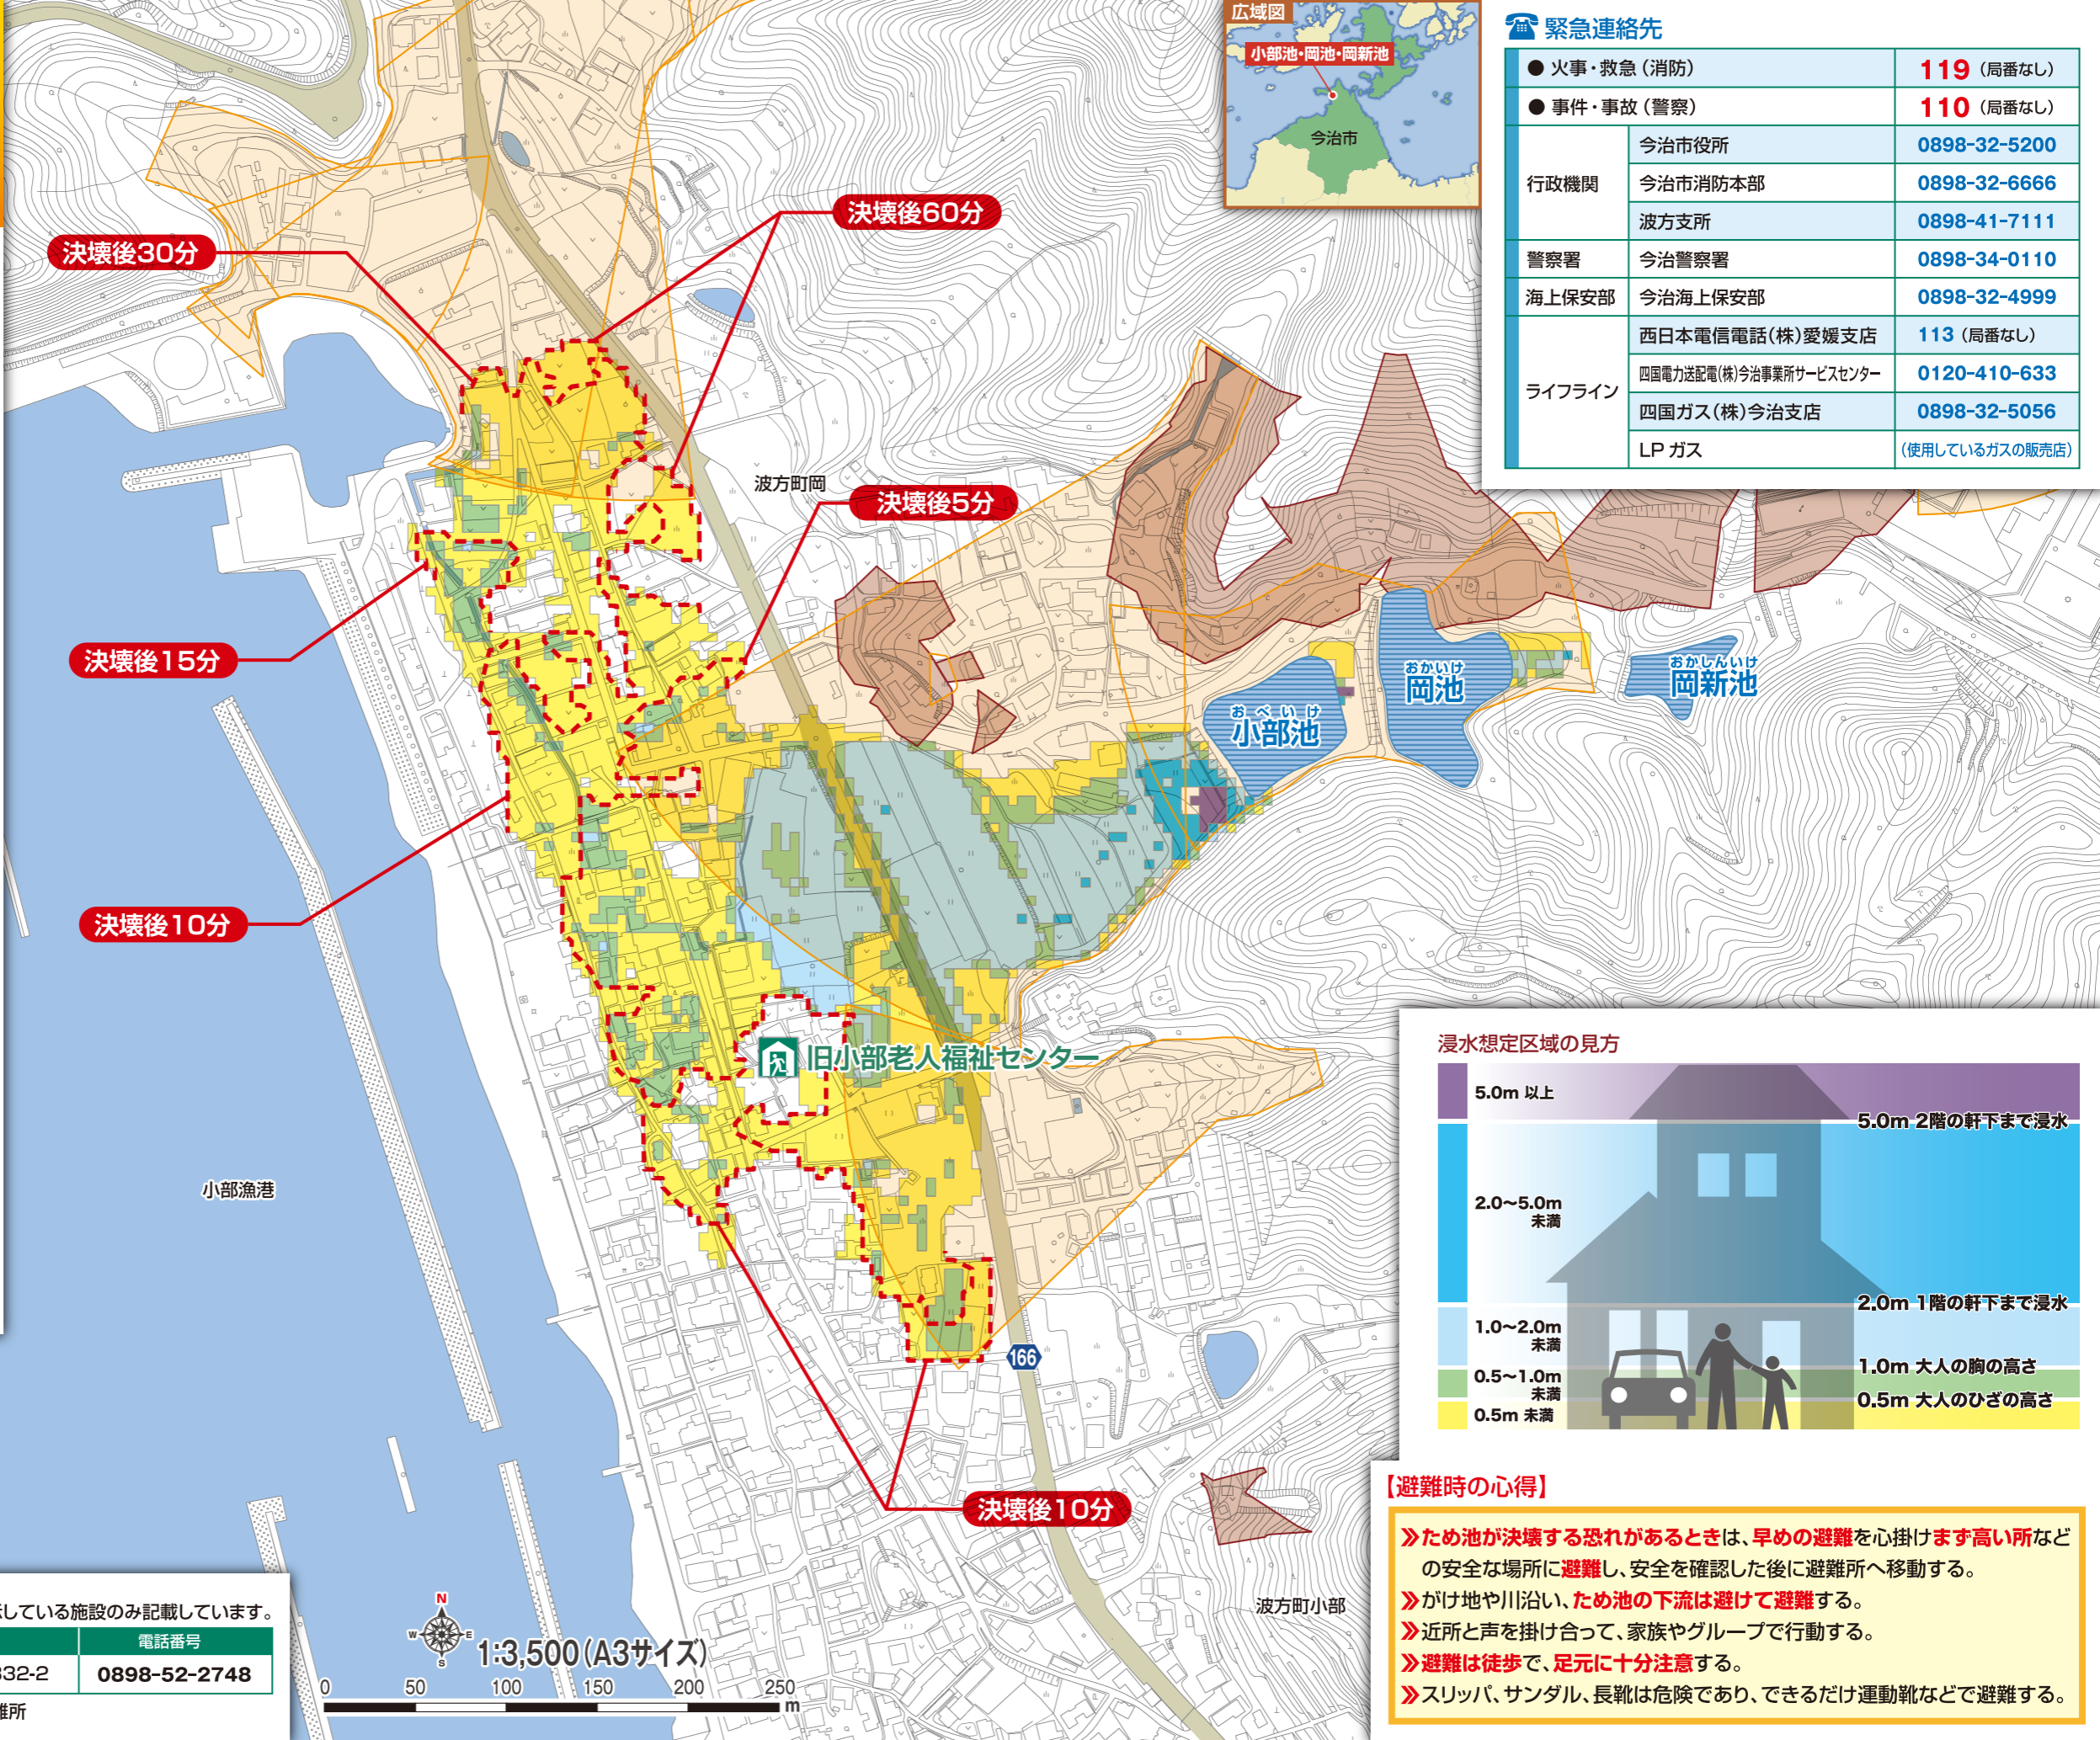 広域図
小部池・岡池・岡新池
今治市
緊急連絡先
● 火事・救急（消防） 119（局番なし）
● 事件・事故（警察） 110（局番なし）
行政機関
今治市役所 0898-32-5200
今治市消防本部 0898-32-6666
波方支所 0898-41-7111
警察署 今治警察署 0898-34-0110
海上保安部 今治海上保安部 0898-32-4999
ライフライン
西日本電信電話(株)愛媛支店 113（局番なし）
四国電力送配電(株)今治事業所サービスセンター 0120-410-633
四国ガス(株)今治支店 0898-32-5056
LP ガス （使用しているガスの販売店）
決壊後60分
決壊後30分
波方町岡
決壊後5分
決壊後15分
おかいけ
岡池
おかしんいけ
岡新池
おべいけ
小部池
決壊後10分
旧小部老人福祉センター
小部漁港
166
決壊後10分
波方町小部
浸水想定区域の見方
5.0m 以上
5.0m 2階の軒下まで浸水
2.0〜5.0m
未満
2.0m 1階の軒下まで浸水
1.0〜2.0m
未満
1.0m 大人の胸の高さ
0.5〜1.0m
未満
0.5m 大人のひざの高さ
0.5m 未満
【避難時の心得】
≫ため池が決壊する恐れがあるときは、早めの避難を心掛けまず高い所など
の安全な場所に避難し、安全を確認した後に避難所へ移動する。
≫がけ地や川沿い、ため池の下流は避けて避難する。
≫近所と声を掛け合って、家族やグループで行動する。
≫避難は徒歩で、足元に十分注意する。
≫スリッパ、サンダル、長靴は危険であり、できるだけ運動靴などで避難する。
している施設のみ記載しています。
電話番号
32-2 0898-52-2748
難所
N
W E
S
1:3,500（A3サイズ）
0 50 100 150 200 250
m